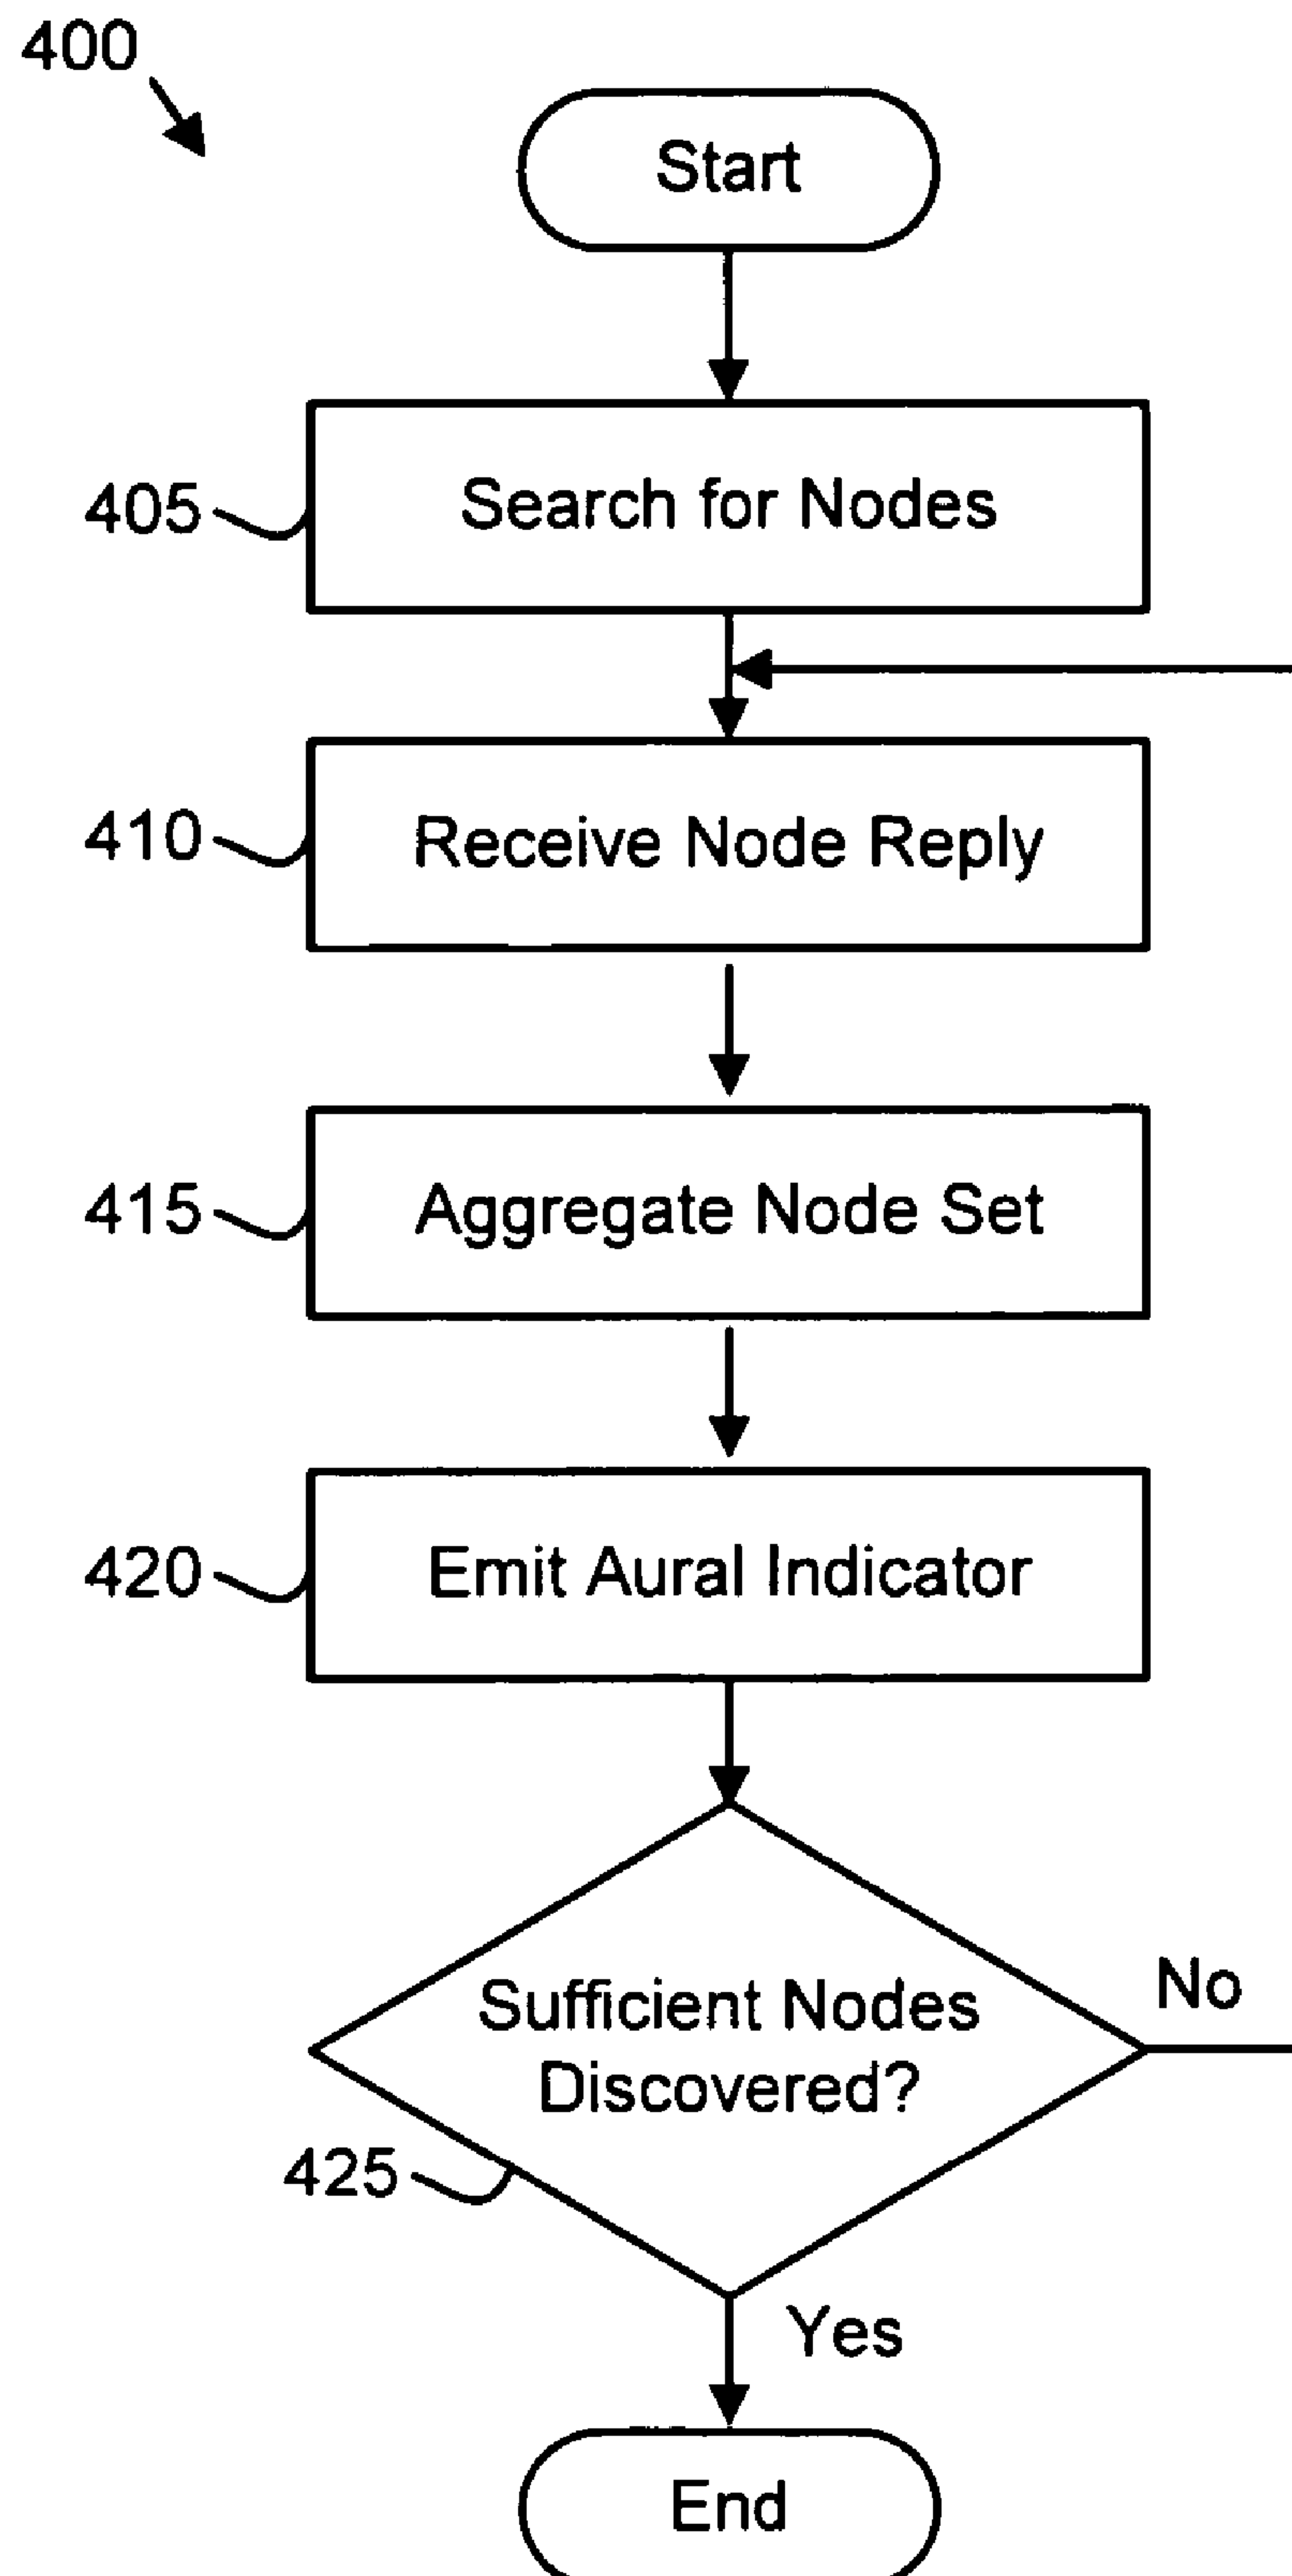 400
Start
405
Search for Nodes
410
Receive Node Reply
415
Aggregate Node Set
420
Emit Aural Indicator
Sufficient Nodes
Discovered?
No
425
Yes
End